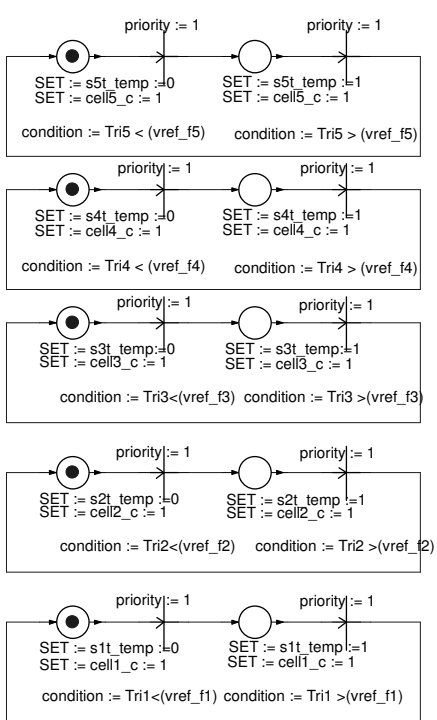 priority := 1 priority := 1
SET := s5t_temp :=0 SET := s5t_temp :=1
SET := cell5_c := 1 SET := cell5_c := 1
condition := Tri5 < (vref_f5) condition := Tri5 > (vref_f5)
priority := 1 priority := 1
SET := s4t_temp :=0 SET := s4t_temp :=1
SET := cell4_c := 1 SET := cell4_c := 1
condition := Tri4 < (vref_f4) condition := Tri4 > (vref_f4)
priority := 1 priority := 1
SET := s3t_temp:=0 SET := s3t_temp:=1
SET := cell3_c := 1 SET := cell3_c := 1
condition := Tri3<(vref_f3) condition := Tri3 >(vref_f3)
priority := 1 priority := 1
SET := s2t_temp :=0 SET := s2t_temp :=1
SET := cell2_c := 1 SET := cell2_c := 1
condition := Tri2<(vref_f2) condition := Tri2 >(vref_f2)
priority := 1 priority := 1
SET := s1t_temp :=0 SET := s1t_temp :=1
SET := cell1_c := 1 SET := cell1_c := 1
condition := Tri1<(vref_f1) condition := Tri1 >(vref_f1)